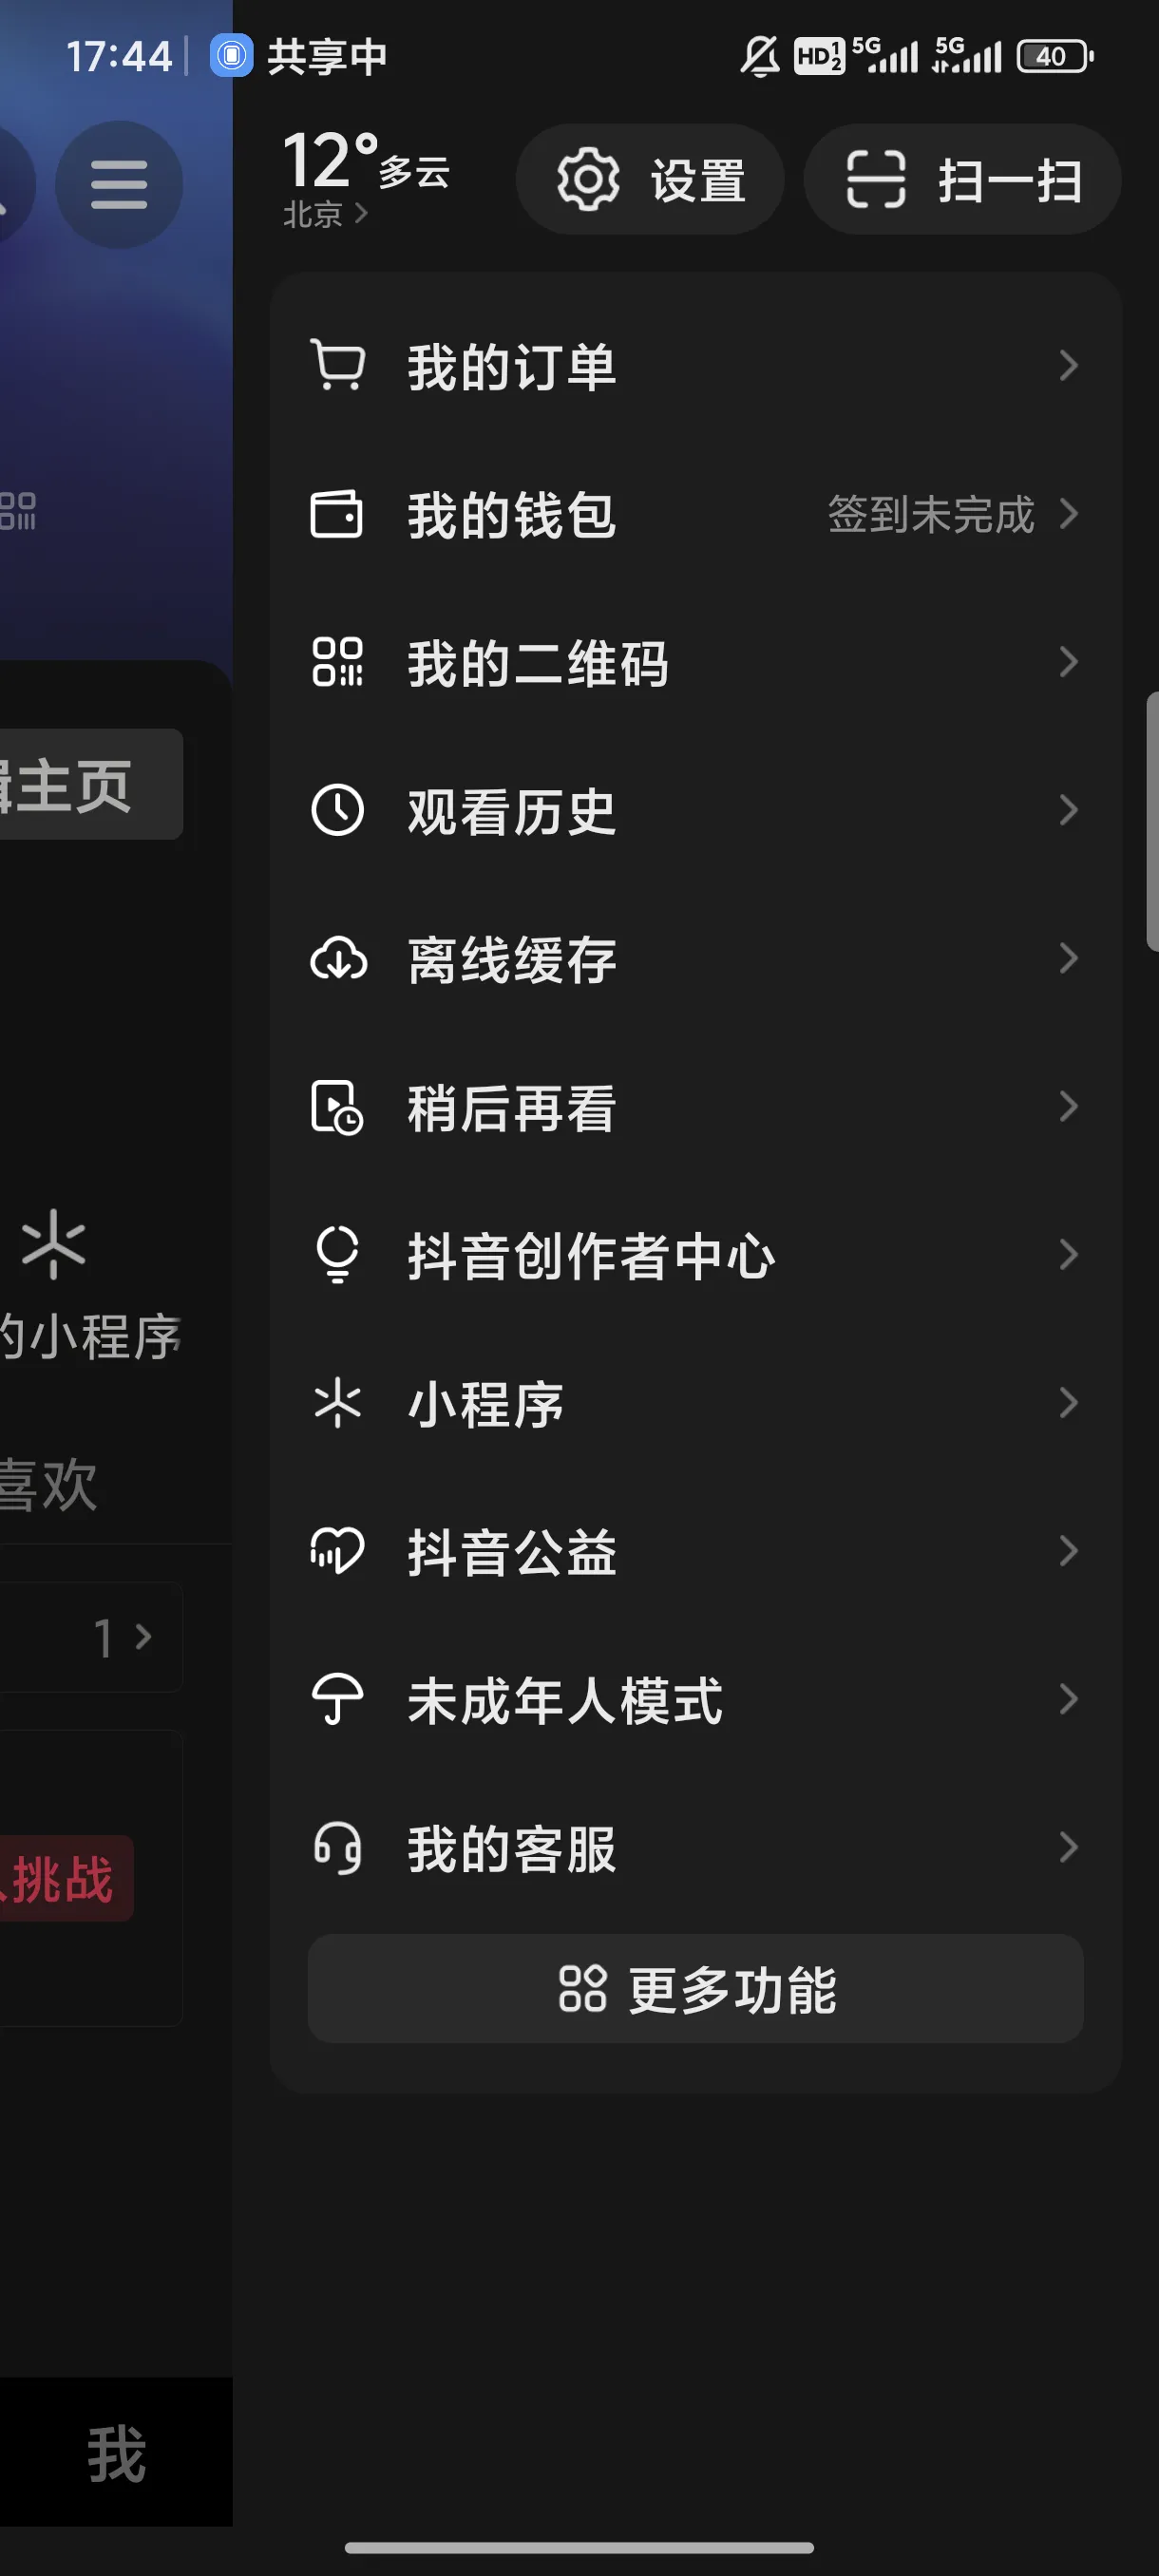 17:44
共享中
HD 1 2
5G
5G
40
12°多云
北京
设置
扫一扫
我的订单
我的钱包
签到未完成
我的二维码
观看历史
主页
离线缓存
稍后再看
抖音创作者中心
的小程序
小程序
喜欢
抖音公益
1
未成年人模式
挑战
我的客服
更多功能
我